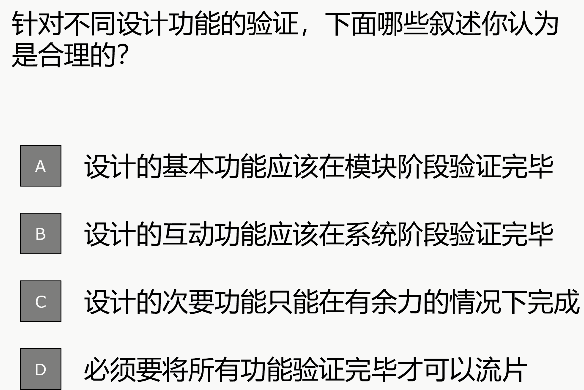 针对不同设计功能的验证，下面哪些叙述你认为
是合理的？
A 设计的基本功能应该在模块阶段验证完毕
B 设计的互动功能应该在系统阶段验证完毕
C 设计的次要功能只能在有余力的情况下完成
D 必须要将所有功能验证完毕才可以流片